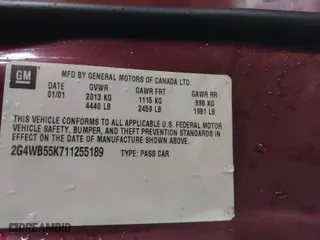 GM
MFD BY GENERAL MOTORS OF CANADA LTD.
DATE GVWR GAWR FRT GAWR RR
01/01 2013 KG 1115 KG 898 KG
4440 LB 2459 LB 1981 LB
THIS VEHICLE CONFORMS TO ALL APPLICABLE U.S. FEDERAL MOTOR
VEHICLE SAFETY, BUMPER, AND THEFT PREVENTION STANDARDS IN
EFFECT ON THE DATE OF MANUFACTURE SHOWN ABOVE.
2G4WB55K711255189 TYPE: PASS CAR
DREAMBID